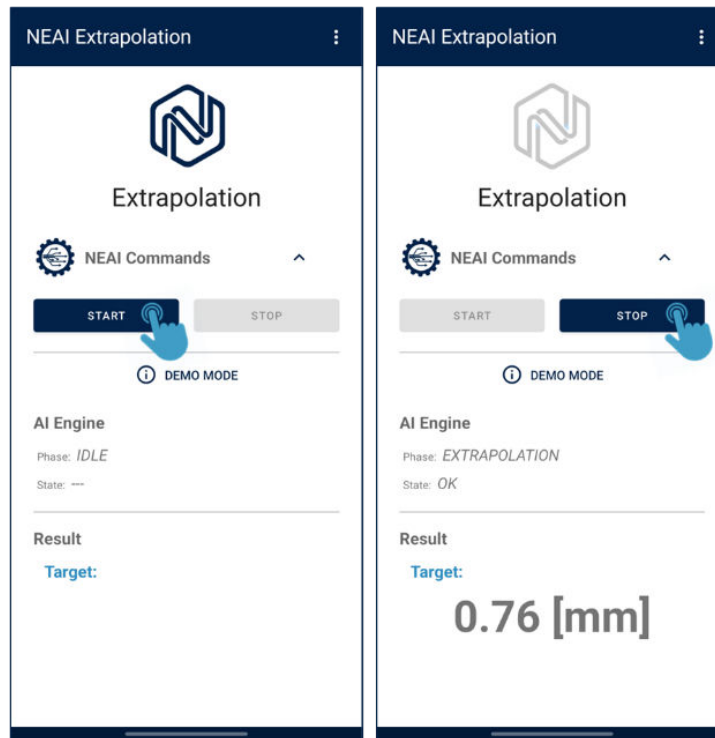 NEAI Extrapolation
Extrapolation
NEAI Commands
START STOP
DEMO MODE
AI Engine
Phase: IDLE
State: ---
Result
Target:
NEAI Extrapolation
Extrapolation
NEAI Commands
START STOP
DEMO MODE
AI Engine
Phase: EXTRAPOLATION
State: OK
Result
Target:
0.76 [mm]